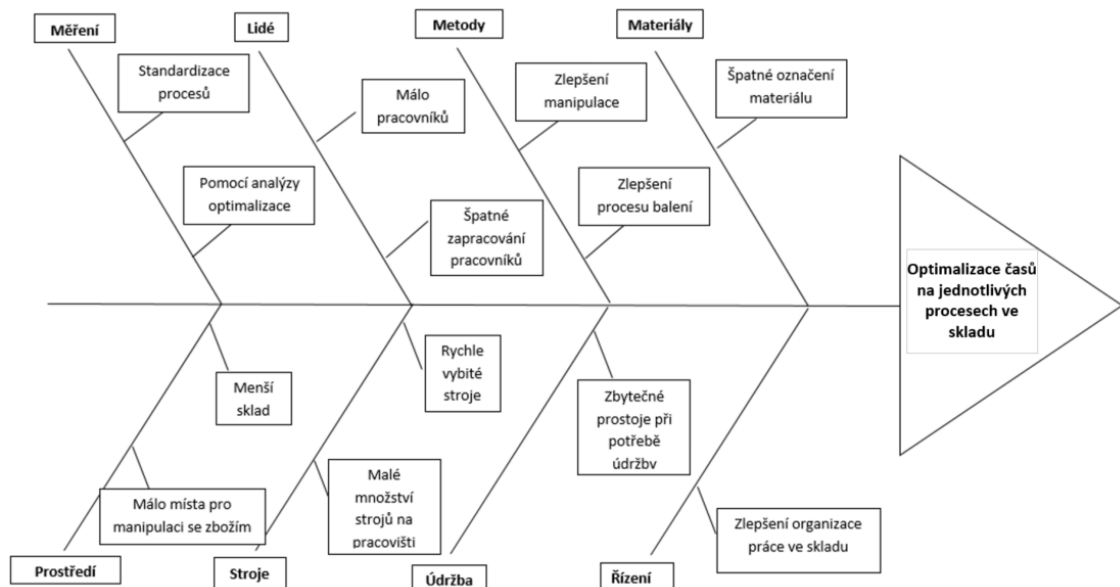 Měření
Lidé
Metody
Materiály
Standardizace
procesů
Málo
pracovníků
Zlepšení
manipulace
Špatné označení
materiálu
Pomocí analýzy
optimalizace
Špatné
zapracování
pracovníků
Zlepšení
procesu balení
Optimalizace časů
na jednotlivých
procesech ve
skladu
Menší
sklad
Rychle
vybité
stroje
Zbytečné
prostoje při
potřebě
údržbv
Málo místa pro
manipulaci se zbožím
Malé
množství
strojů na
pracovišti
Zlepšení organizace
práce ve skladu
Prostředí
Stroje
Údržba
Řízení